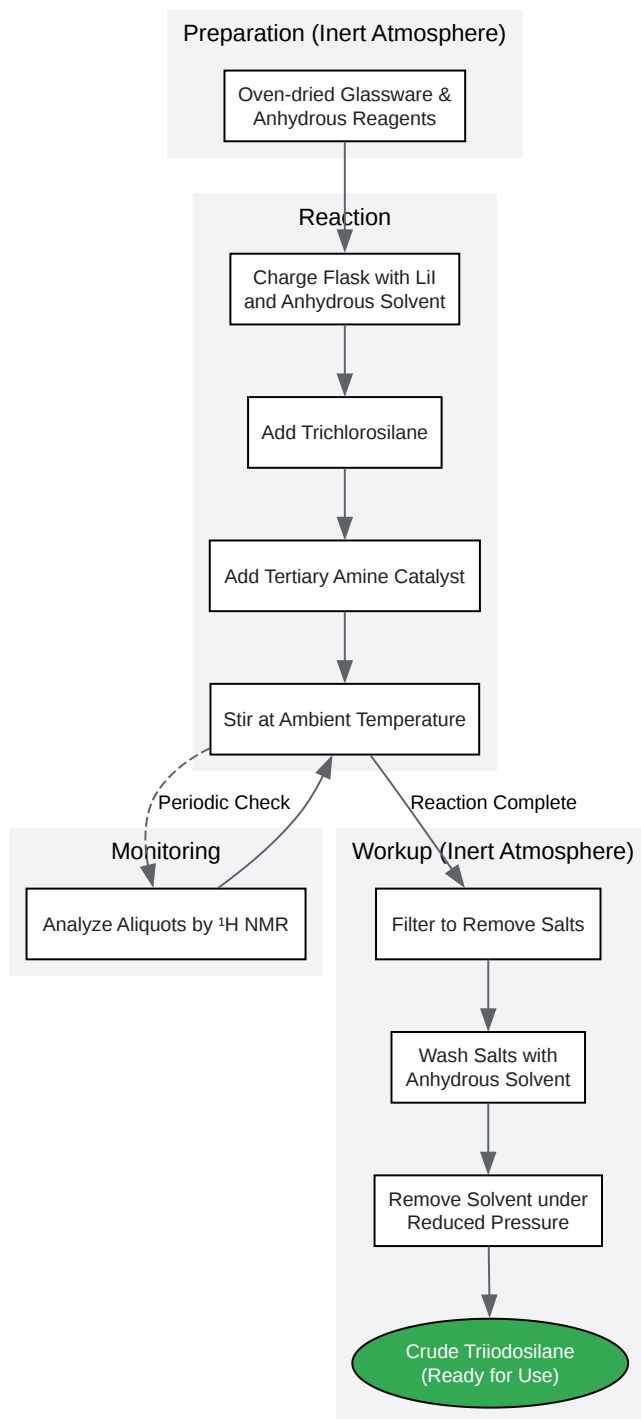 Preparation (Inert Atmosphere)
Oven-dried Glassware &
Anhydrous Reagents
Reaction
Charge Flask with LiI
and Anhydrous Solvent
Add Trichlorosilane
Add Tertiary Amine Catalyst
Stir at Ambient Temperature
Periodic Check
Reaction Complete
Monitoring
Analyze Aliquots by ¹H NMR
Workup (Inert Atmosphere)
Filter to Remove Salts
Wash Salts with
Anhydrous Solvent
Remove Solvent under
Reduced Pressure
Crude Triiodosilane
(Ready for Use)